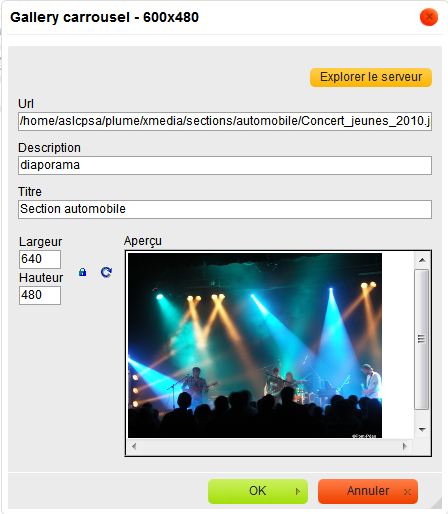 Gallery carrousel - 600x480
Explorer le serveur
Url
/home/aslcpsa/plume/xmedia/sections/automobile/Concert_jeunes_2010.j
Description
diaporama
Titre
Section automobile
Largeur
640
Hauteur
480
Aperçu
OK
Annuler